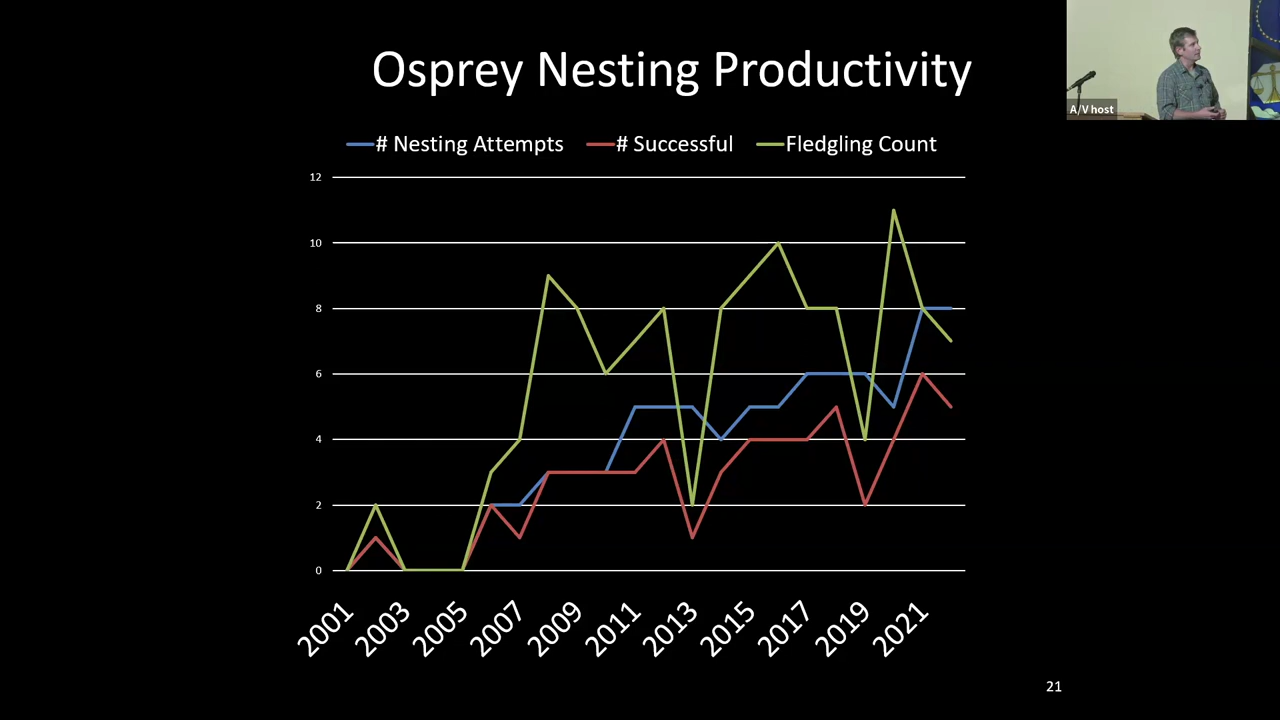 Osprey Nesting Productivity
A/V host
# Nesting Attempts # Successful Fledgling Count
12
10
8
6
4
2
0
2001 2003 2005 2007 2009 2011 2013 2015 2017 2019 2021
21